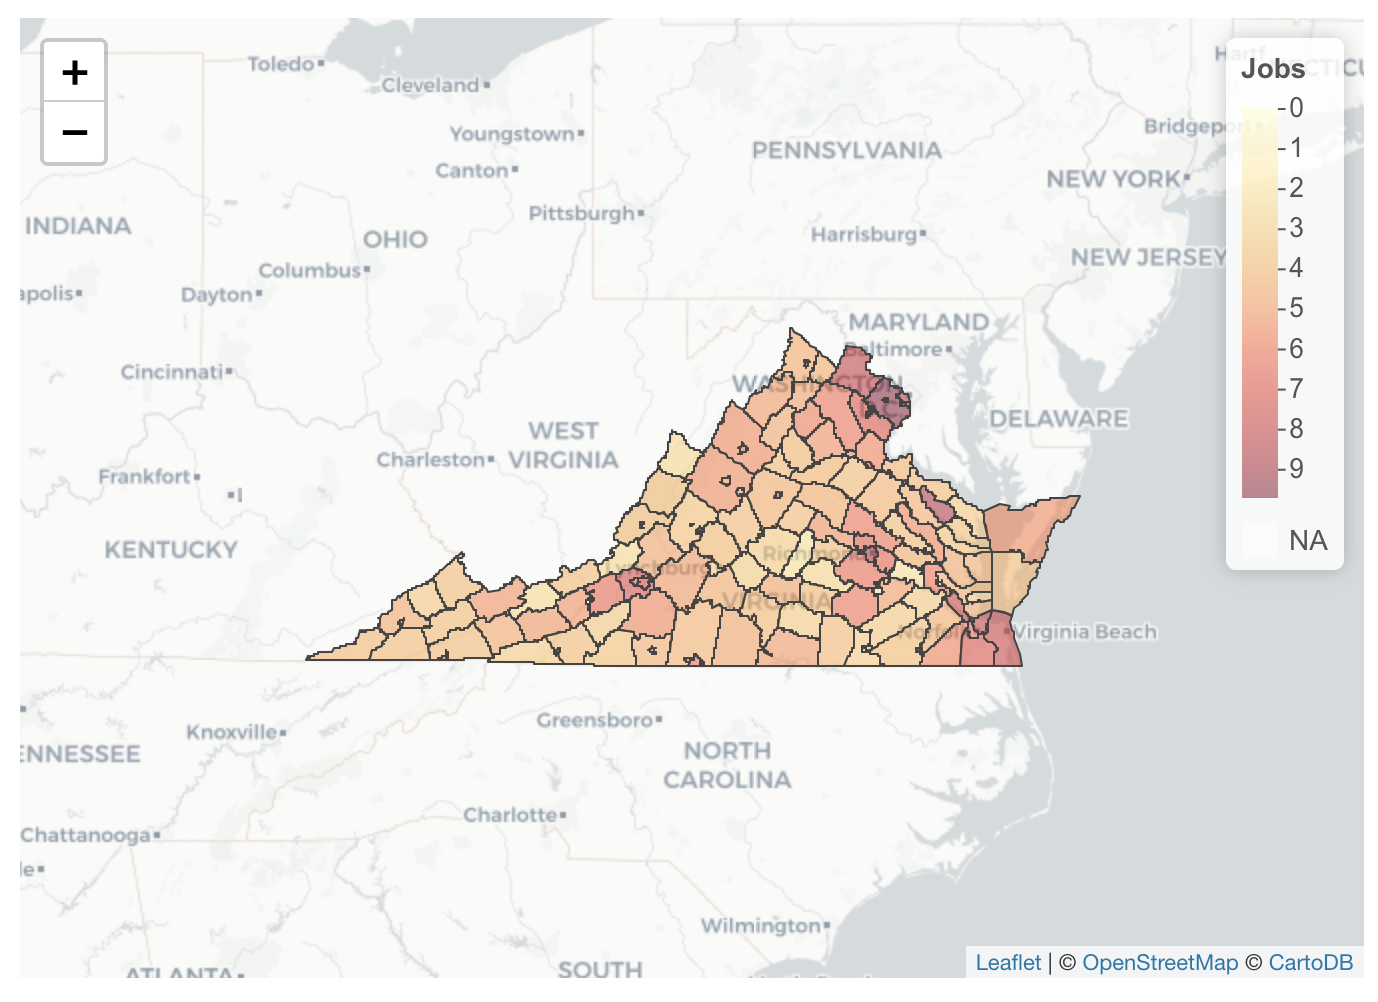 +
−
Toledo
Cleveland
Youngstown
Canton
Pittsburgh
PENNSYLVANIA
Harrisburg
NEW YORK
NEW JERSEY
Bridgeport
INDIANA
OHIO
Columbus
Dayton
apolis
Cincinnati
MARYLAND
Baltimore
WASHINGTON,
D.C.
DELAWARE
WEST
VIRGINIA
Charleston
Frankfort
KENTUCKY
Richmond
Lynchburg
VIRGINIA
Norfolk
Virginia Beach
Knoxville
ENNESSEE
Greensboro
NORTH
CAROLINA
Charlotte
Chattanooga
le
Wilmington
ATLANTA
SOUTH
Jobs
0
1
2
3
4
5
6
7
8
9
NA
Leaflet | © OpenStreetMap © CartoDB